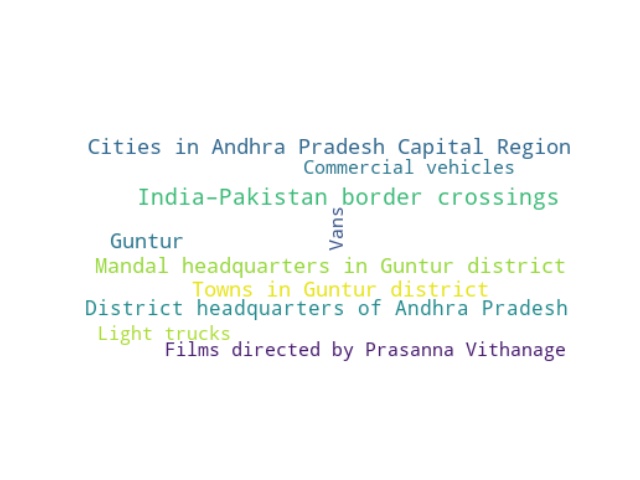 Cities in Andhra Pradesh Capital Region
Commercial vehicles
India–Pakistan border crossings
Vans
Guntur
Mandal headquarters in Guntur district
Towns in Guntur district
District headquarters of Andhra Pradesh
Light trucks
Films directed by Prasanna Vithanage